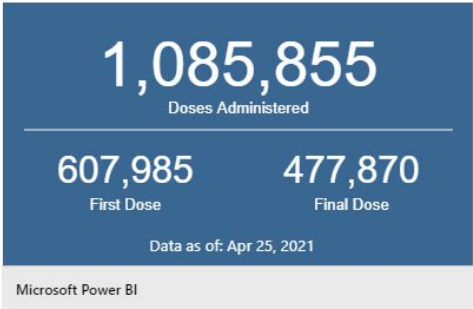 1,085,855
Doses Administered
607,985 477,870
First Dose Final Dose
Data as of: Apr 25, 2021
Microsoft Power BI